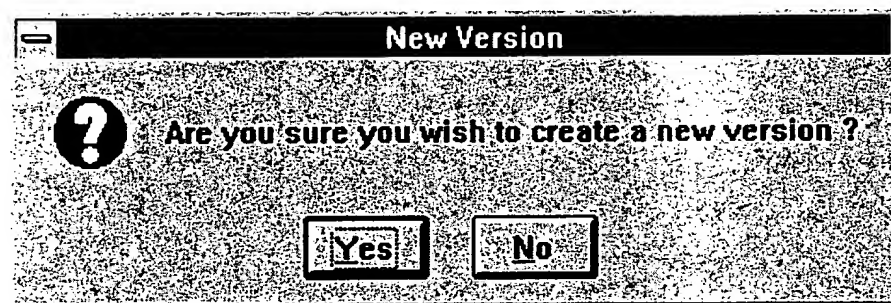 New Version
Are you sure you wish to create a new version ?
Yes
No